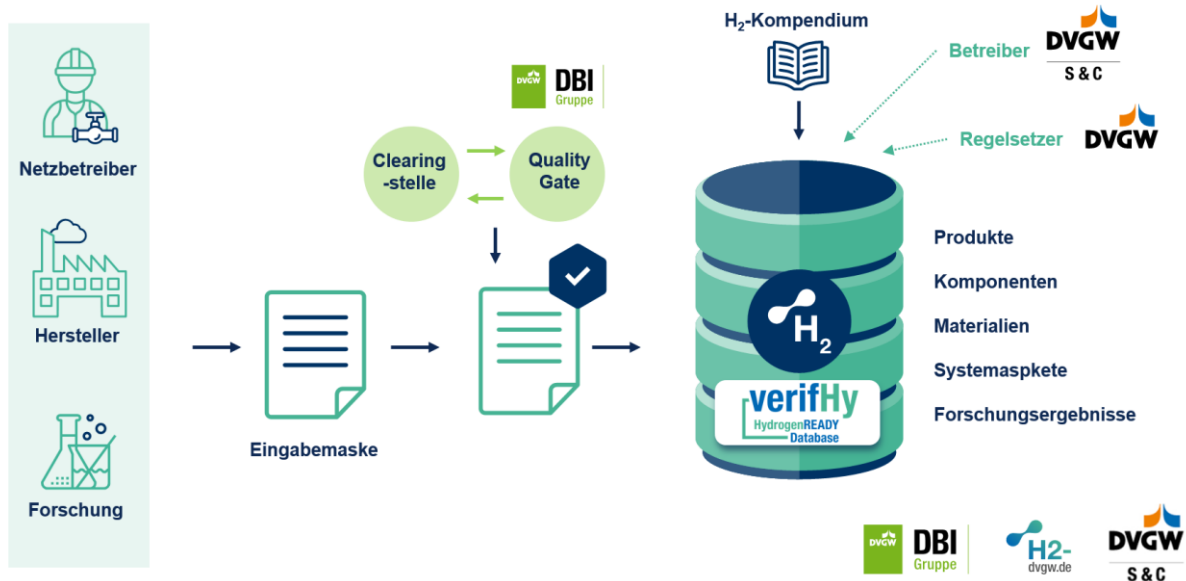 Netzbetreiber
Hersteller
Forschung
Eingabemaske
DVGW
DBI
Gruppe
Clearing
-stelle
Quality
Gate
H₂-Kompendium
Betreiber
DVGW
S & C
Regelsetzer
DVGW
H₂
verifHy
HydrogenREADY
Database
Produkte
Komponenten
Materialien
Systemaspkete
Forschungsergebnisse
DVGW
DBI
Gruppe
H2-
dvgw.de
DVGW
S & C